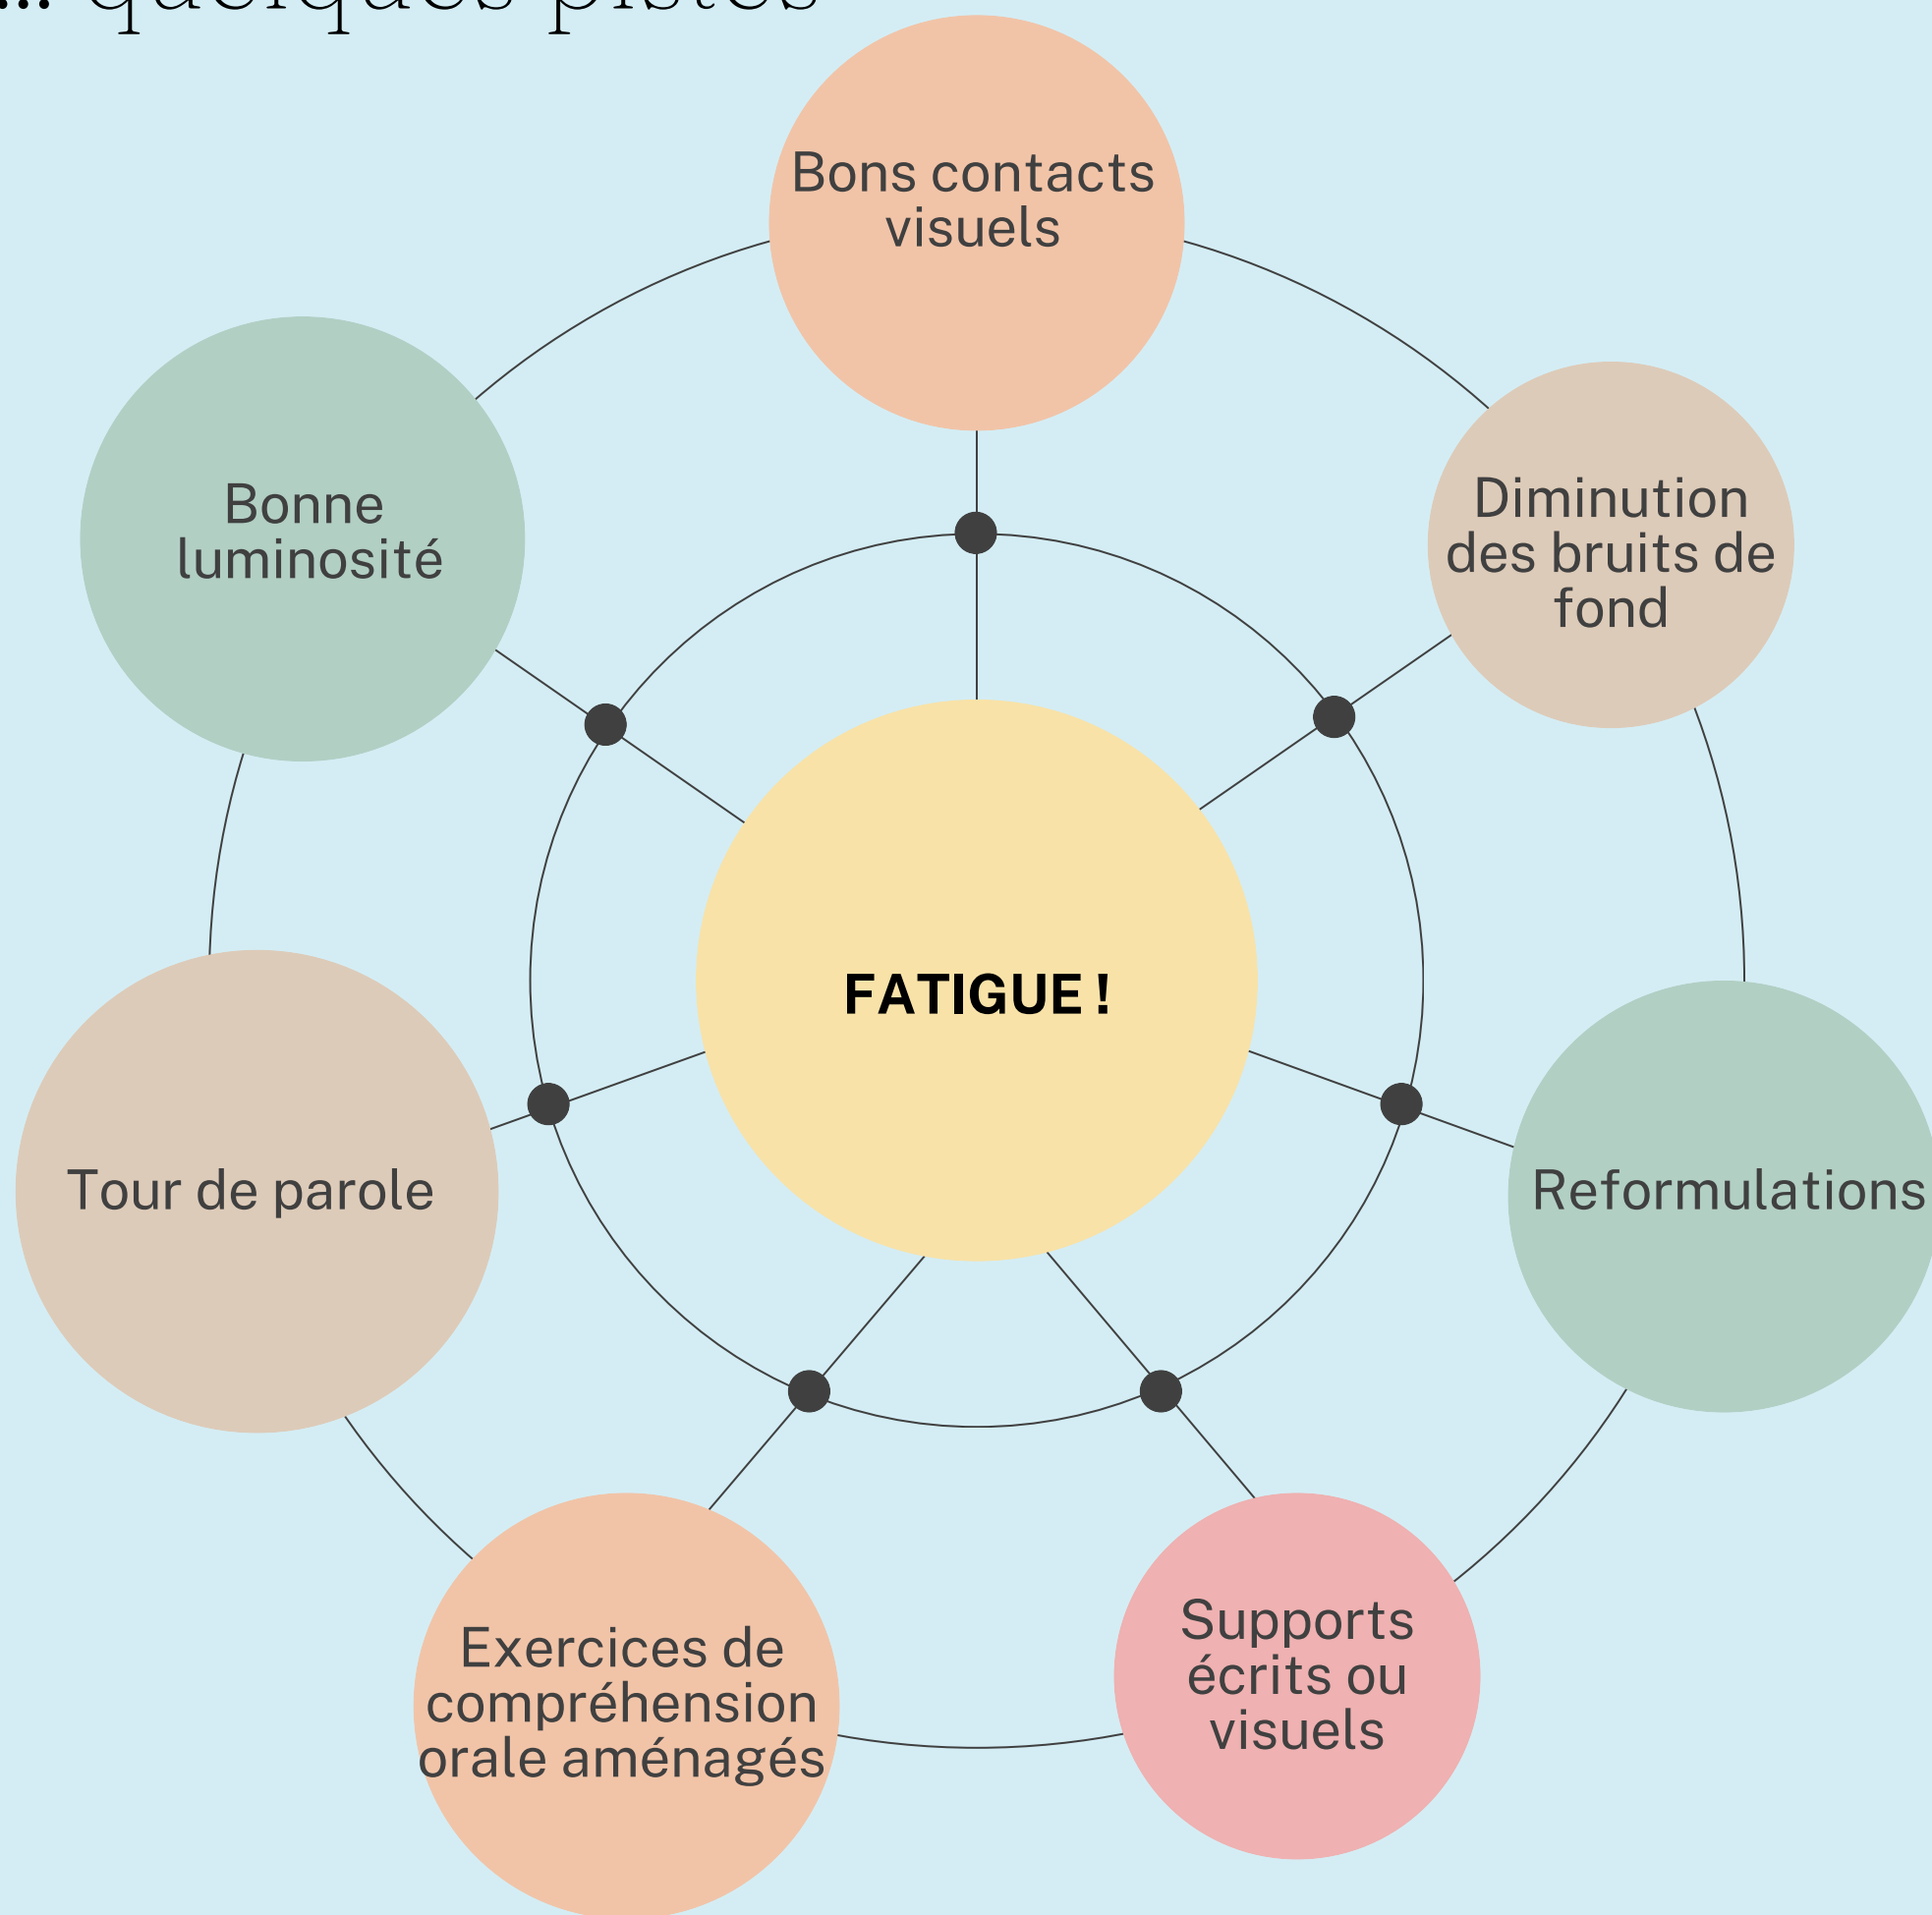 ... quelques pistes
Bons contacts
visuels
Bonne
luminosité
Diminution
des bruits de
fond
FATIGUE !
Tour de parole
Reformulations
Exercices de
compréhension
orale aménagés
Supports
écrits ou
visuels